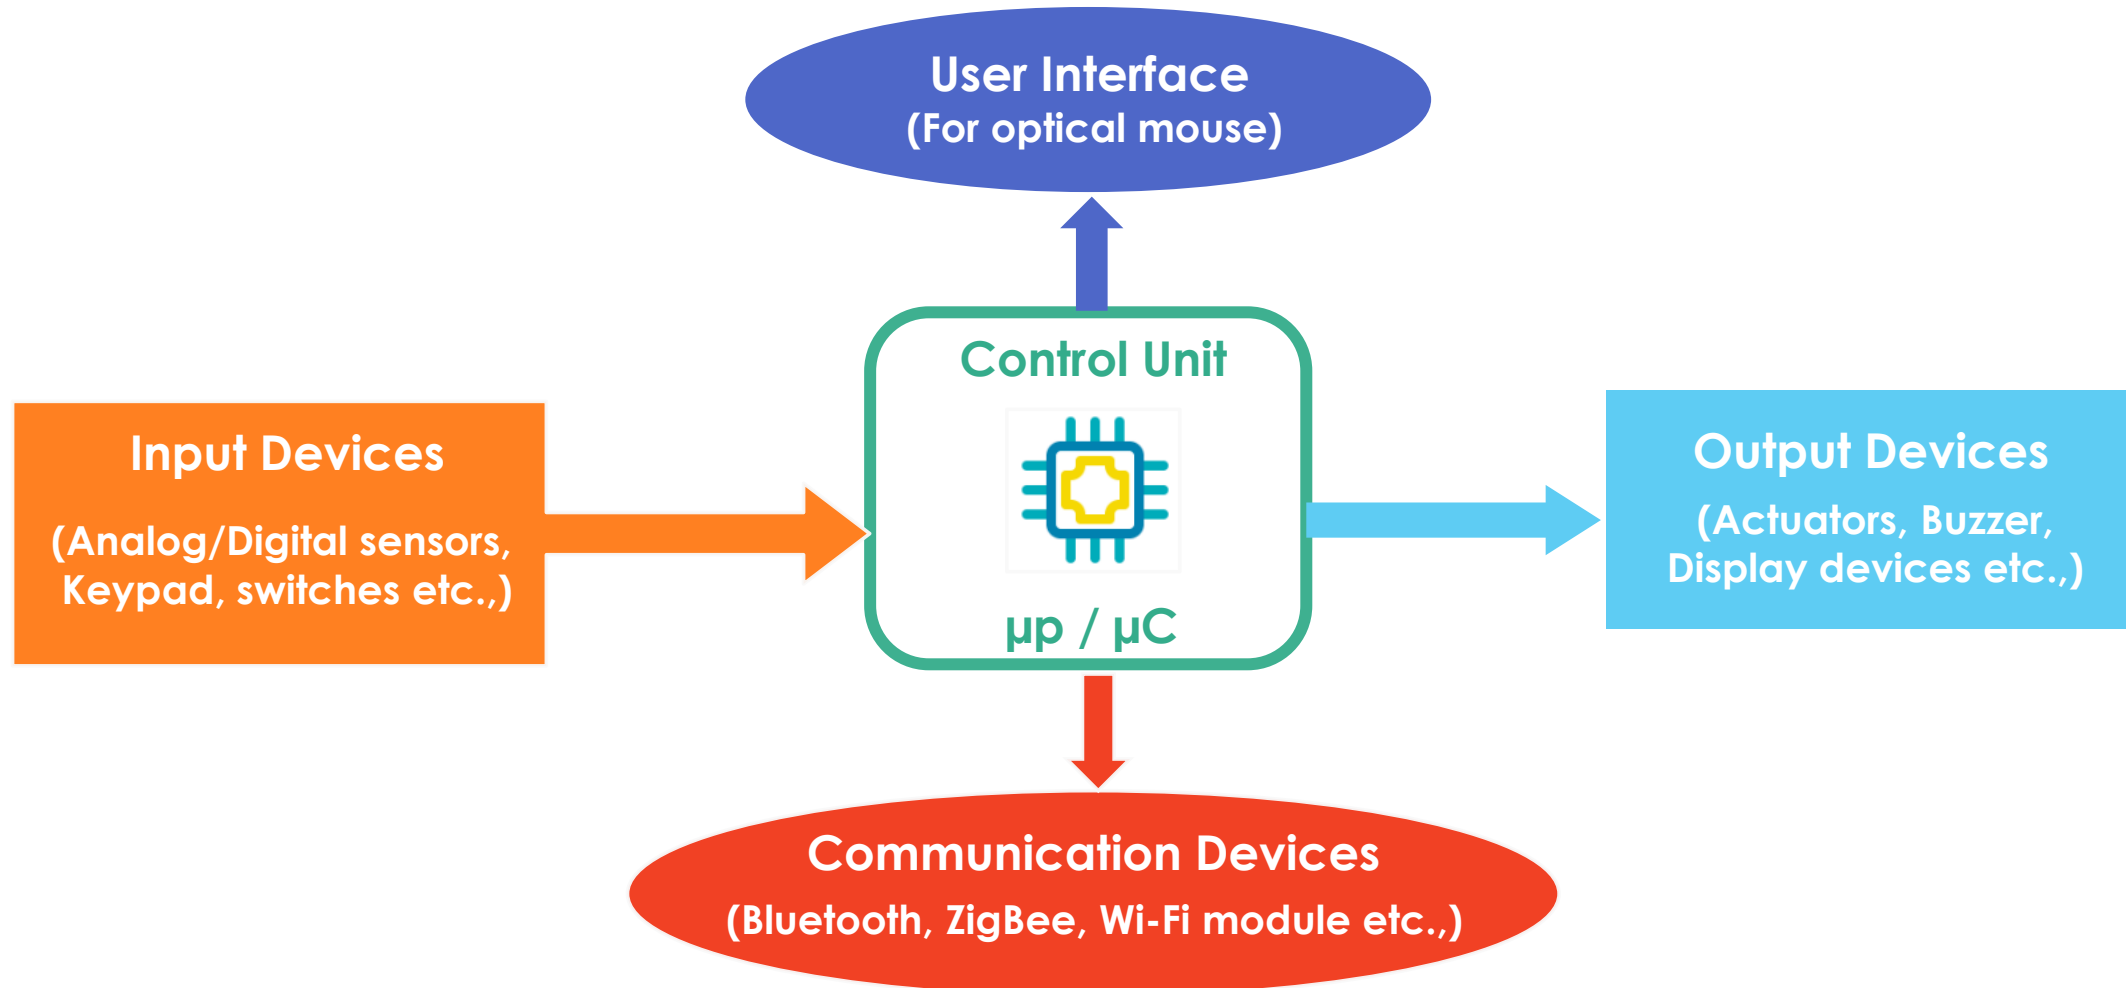 User Interface
(For optical mouse)
Control Unit
µp / µC
Input Devices
(Analog/Digital sensors,
Keypad, switches etc.,)
Output Devices
(Actuators, Buzzer,
Display devices etc.,)
Communication Devices
(Bluetooth, ZigBee, Wi-Fi module etc.,)